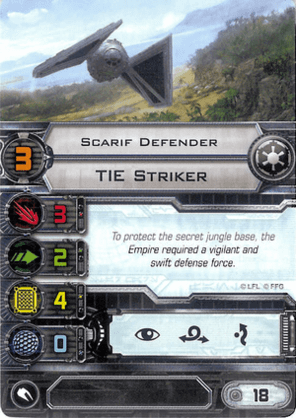 Scarif Defender
3
TIE Striker
3
To protect the secret jungle base, the
Empire required a vigilant and
swift defense force.
2
©LFL ©FFG
4
0
18